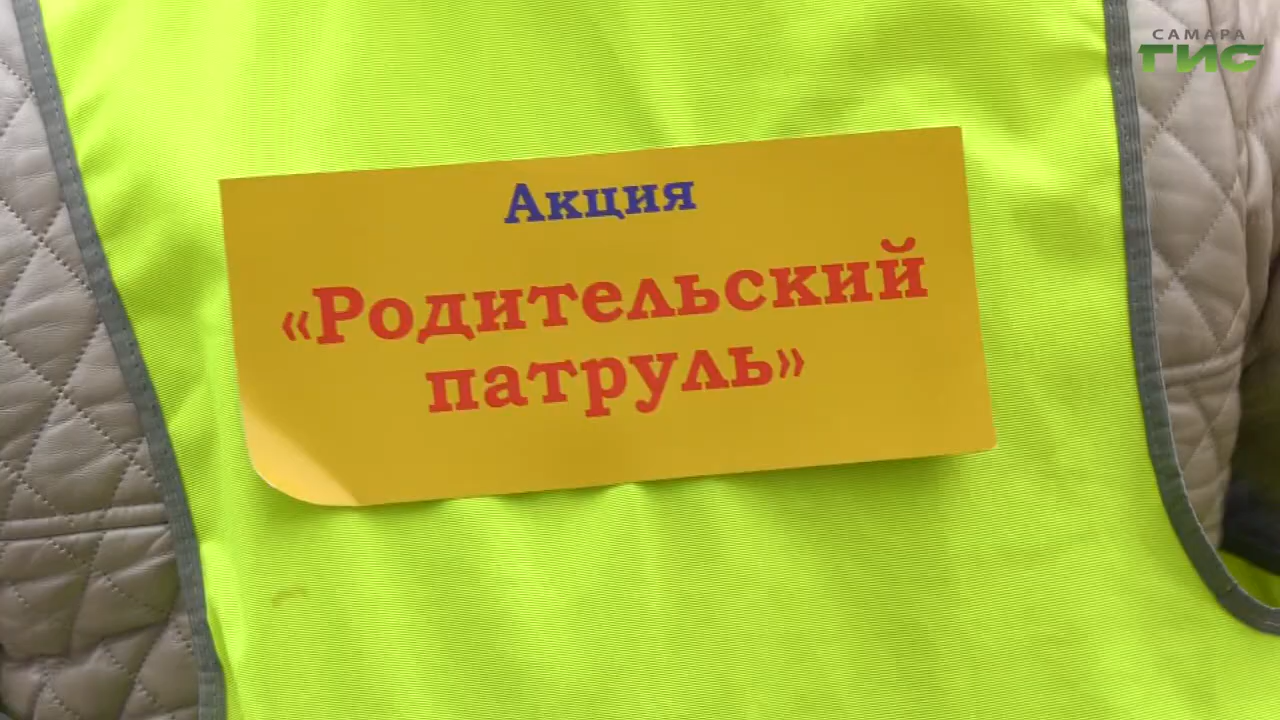 САМАРА
ГИС
Акция
«Родительский
патруль»